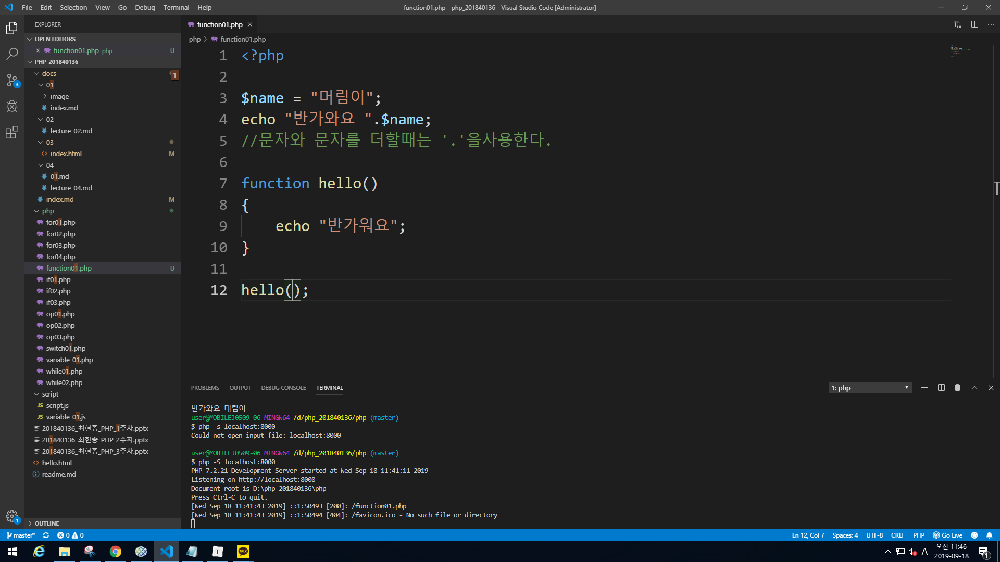 File Edit Selection View Go Debug Terminal Help
function01.php - php_201840136 - Visual Studio Code [Administrator]
EXPLORER
OPEN EDITORS
function01.php php U
PHP_201840136
docs 1
01
image
index.md
02
lecture_02.md
03
index.html M
04
01.md
lecture_04.md
index.md M
php
for01.php
for02.php
for03.php
for04.php
function01.php U
if01.php
if02.php
if03.php
op01.php
op02.php
op03.php
switch01.php
variable_01.php
while01.php
while02.php
script
JS script.js
JS variable_01.js
201840136_최현종_PHP_1주차.pptx
201840136_최현종_PHP_2주차.pptx
201840136_최현종_PHP_3주차.pptx
hello.html
readme.md
OUTLINE
3
1
function01.php
php > function01.php
1 <?php
2
3 $name = "머림이";
4 echo "반가와요 ".$name;
5 //문자와 문자를 더할때는 '.'을사용한다.
6
7 function hello()
8 {
9 echo "반가워요";
10 }
11
12 hello();
PROBLEMS OUTPUT DEBUG CONSOLE TERMINAL
1: php
반가와요 대림이
user@MOBILEJ0509-06 MINGW64 /d/php_201840136/php (master)
$ php -s localhost:8000
Could not open input file: localhost:8000
user@MOBILEJ0509-06 MINGW64 /d/php_201840136/php (master)
$ php -S localhost:8000
PHP 7.2.21 Development Server started at Wed Sep 18 11:41:11 2019
Listening on http://localhost:8000
Document root is D:\php_201840136\php
Press Ctrl-C to quit.
[Wed Sep 18 11:41:43 2019] ::1:50493 [200]: /function01.php
[Wed Sep 18 11:41:43 2019] ::1:50494 [404]: /favicon.ico - No such file or directory
master* 0 0
Ln 12, Col 7 Spaces: 4 UTF-8 CRLF PHP Go Live
T
TALK
A
오전 11:46
2019-09-18
1